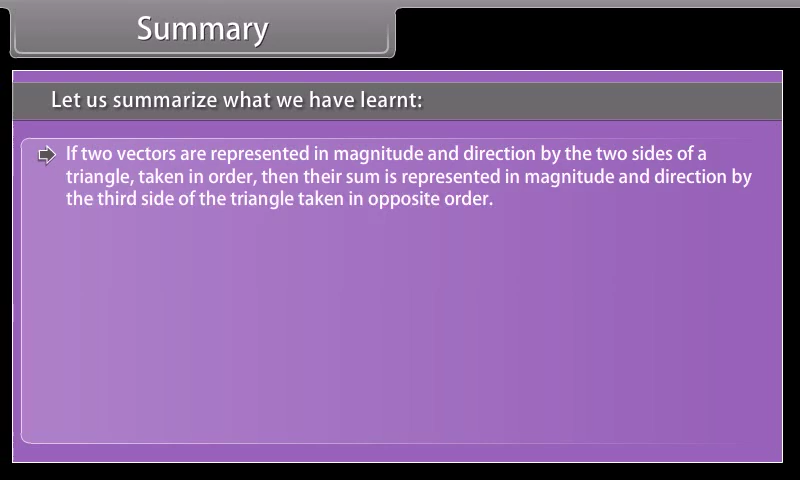 Summary
Let us summarize what we have learnt:
If two vectors are represented in magnitude and direction by the two sides of a
triangle, taken in order, then their sum is represented in magnitude and direction by
the third side of the triangle taken in opposite order.